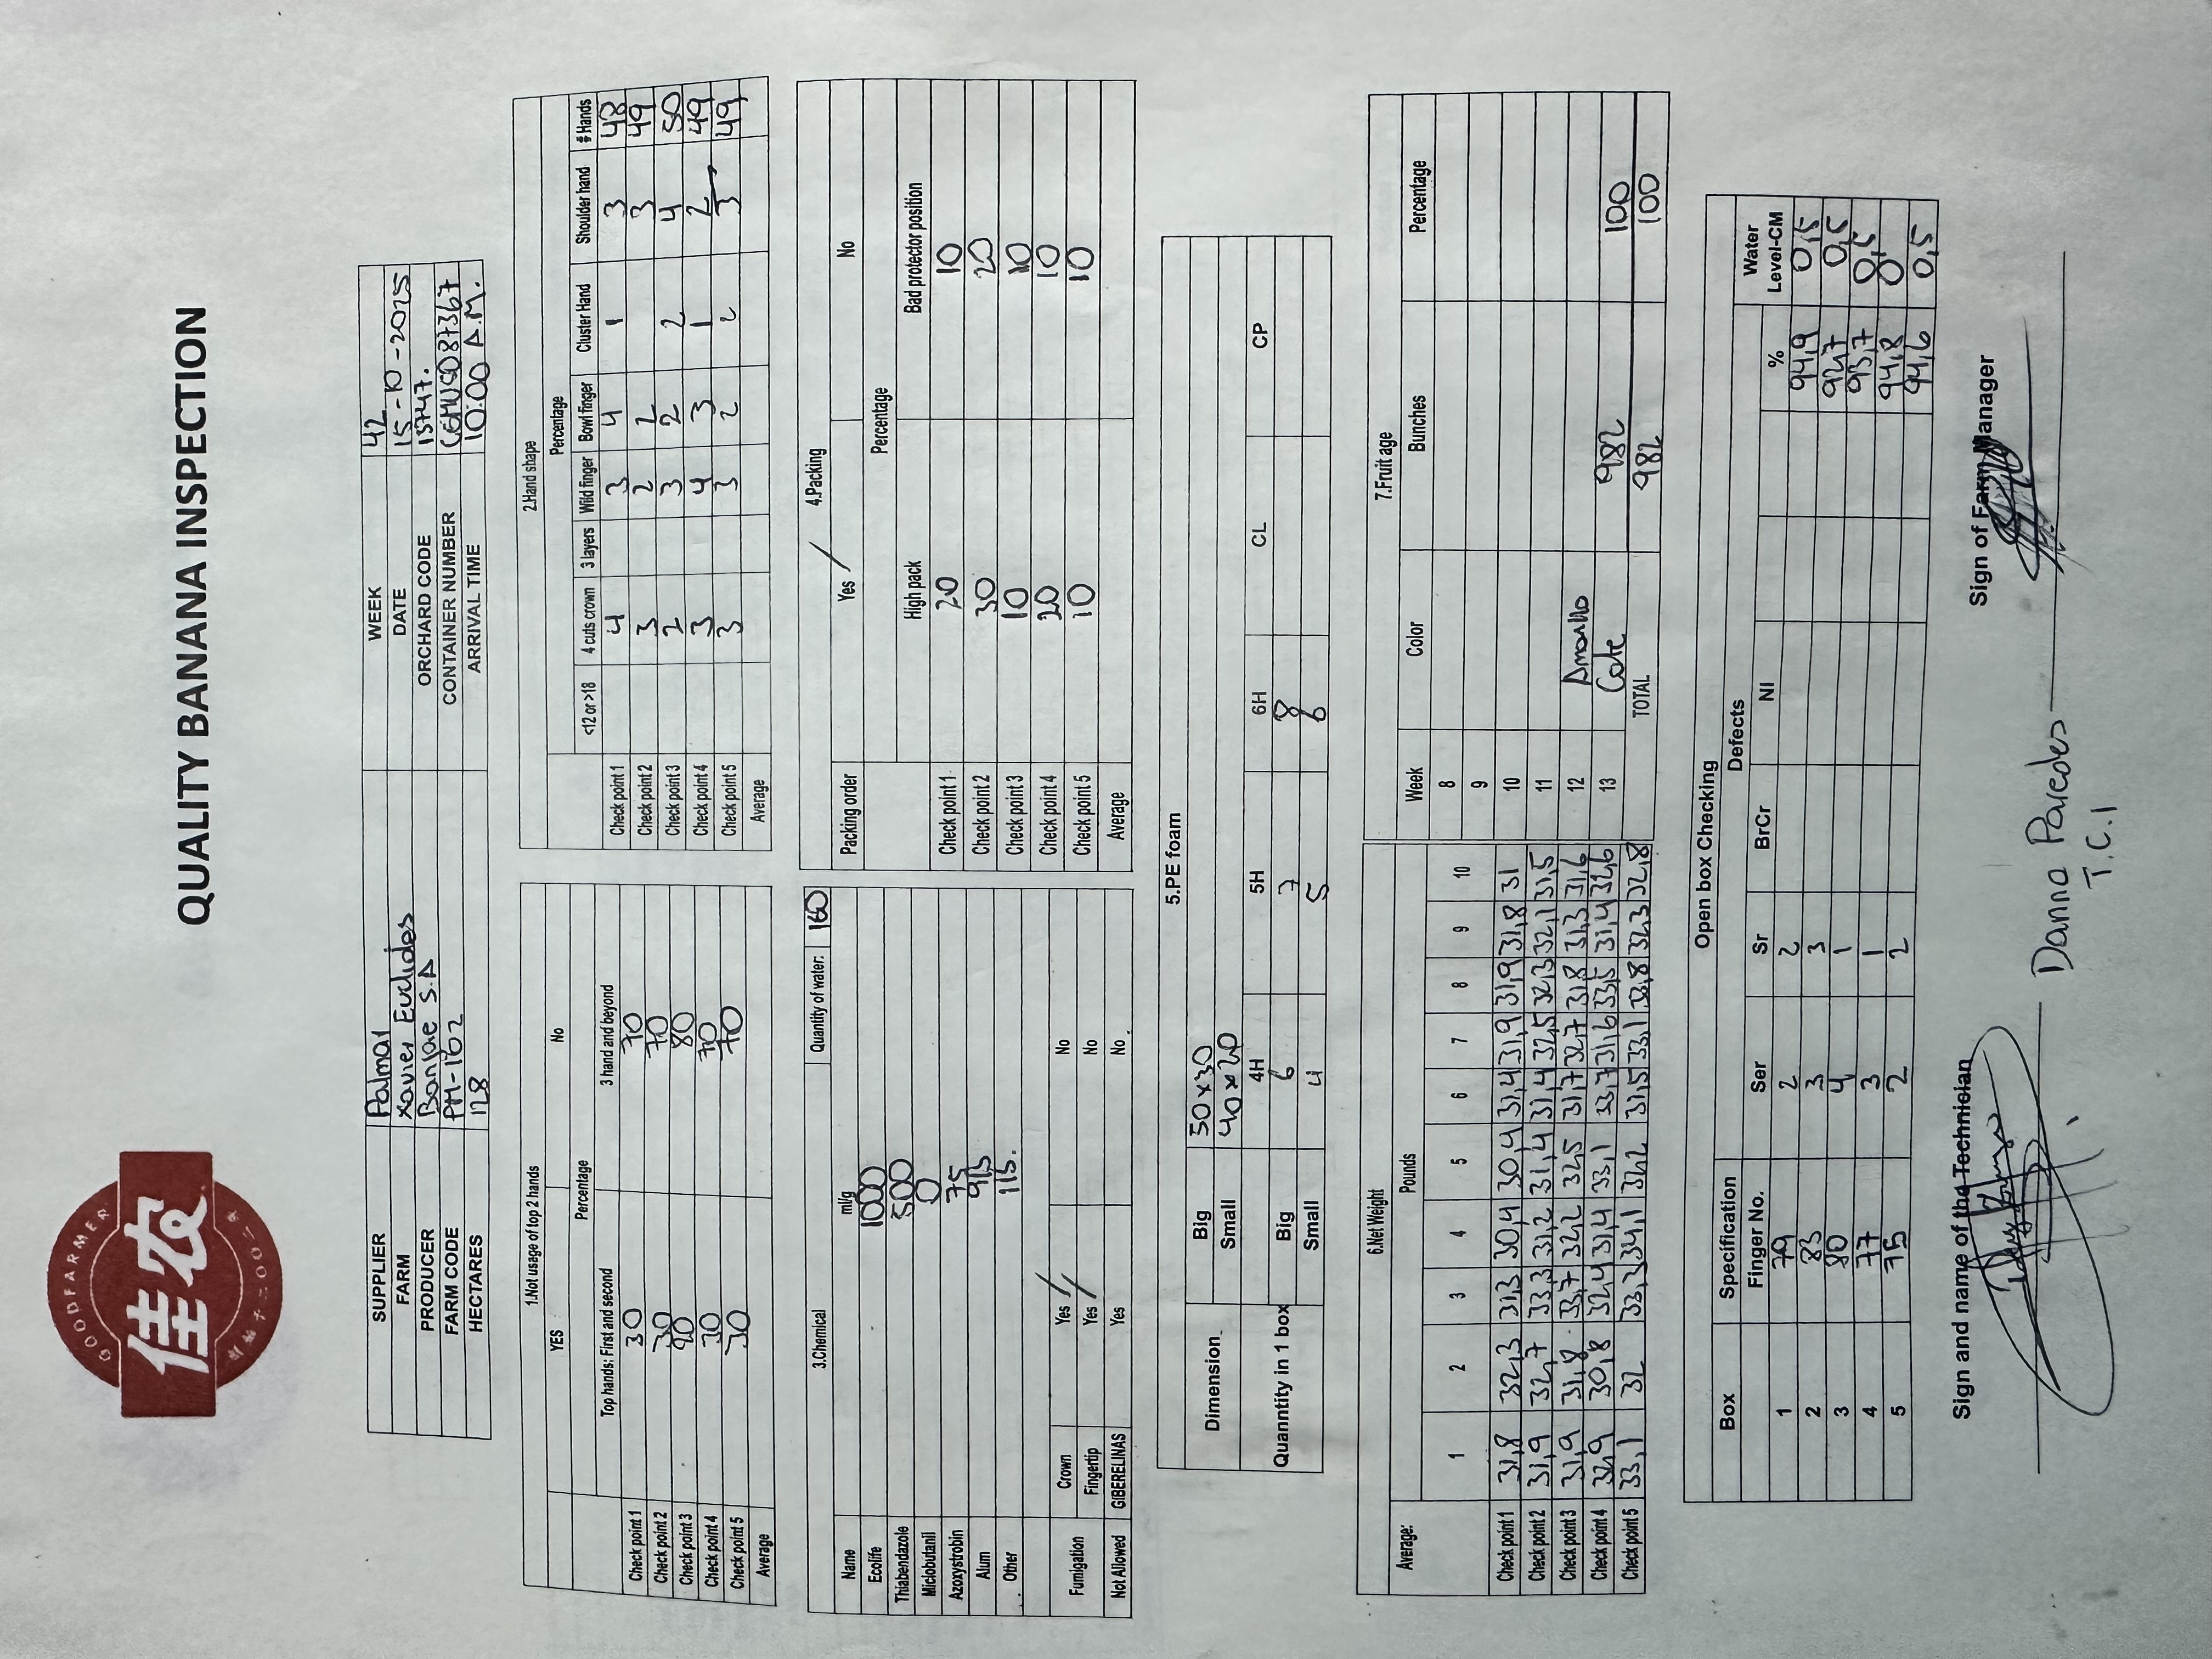 GOODFARMER
佳农
创始于二〇〇二年
QUALITY BANANA INSPECTION
SUPPLIER Palmar WEEK 42
FARM Xavier Euclides DATE 15-10-2025
PRODUCER Banjae S.A ORCHARD CODE 13747.
FARM CODE PM-102 CONTAINER NUMBER
HECTARES 128 ARRIVAL TIME 10:00 A.M.
1.Not usage of top 2 hands
YES No
Percentage
Top hands: First and second 3 hand and beyond
Check point 1 30 70
Check point 2 30 70
Check point 3 20 80
Check point 4 30 70
Check point 5 30 70
Average
2.Hand shape
Percentage
<12 or >18 4 cuts crown 3 layers Wild finger Bowl finger Cluster Hand Shoulder hand # Hands
Check point 1 4 3 4 1 3 48
Check point 2 3 2 2 3 49
Check point 3 2 3 2 2 4 50
Check point 4 3 4 3 1 2 49
Check point 5 3 3 2 2 3 49
Average
3.Chemical Quantity of water: 160
Name ml/g
Ecolife 1000
Thiabendazole 500
Miclobutanil 0
Azoxystrobin 75
Alum
Other 115.
Fumigation Crown Yes / No
Fingertip Yes / No
Not Allowed GIBERELINAS Yes No
4.Packing
Packing order Yes / No
Percentage
High pack Bad protector position
Check point 1 20 10
Check point 2 30 20
Check point 3 10 10
Check point 4 20 10
Check point 5 10 10
Average
5.PE foam
Dimension Big 50x30
Small 40x20
4H 5H 6H CL CP
Quanntity in 1 box Big 6 7 8
Small 4 5 6
6.Net Weight
Average: Pounds
1 2 3 4 5 6 7 8 9 10
Check point 1 31,8 32,3 31,3 30,4 30,4 31,4 31,9 31,9 31,8 31
Check point 2 31,9 32,7 33,3 31,2 31,4 31,4 32,5 32,3 32,1 31,5
Check point 3 31,9 31,8 33,7 32,2 32,5 31,7 32,7 31,8 31,3 31,6
Check point 4 32,9 30,8 32,4 31,4 33,1 33,7 31,6 33,5 31,4 32,6
Check point 5 33,1 32 33,3 34,1 32,2 31,5 33,1 33,8 32,3 32,8
7.Fruit age
Week Color Bunches Percentage
8
9
10
11
12
13 Cafe 982 100
TOTAL 982 100
Open box Checking
Box Specification Defects Water
Finger No. Ser Sr BrCr NI % Level-CM
1 79 2 2 94,9 0,5
2 83 3 3 92,7 0,5
3 80 4 1 93,7 0,5
4 77 3 1 94,8 0
5 75 2 2 94,6 0,5
Sign and name of the Technician
Sign of Farm Manager
Danna Paredes
T.C.I